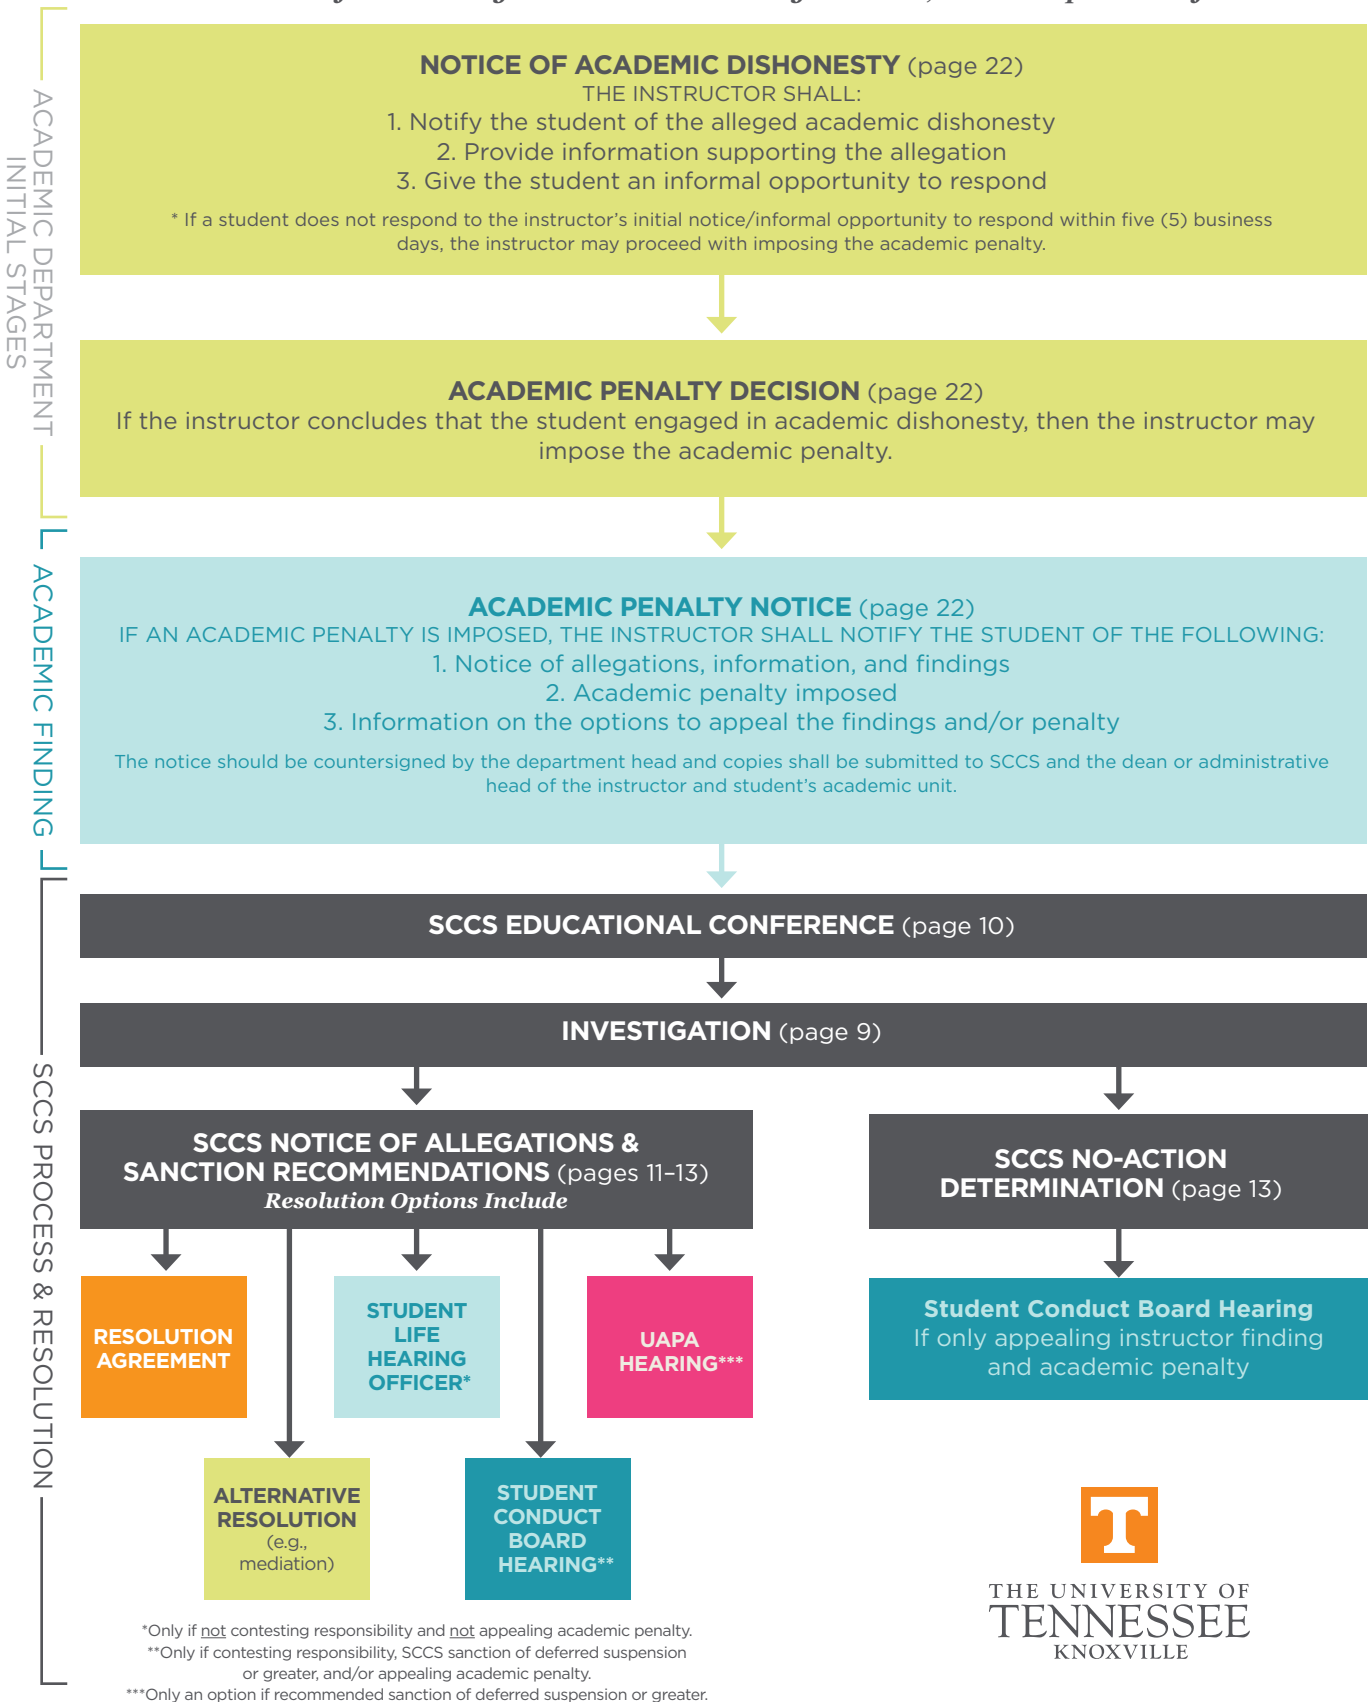 NOTICE OF ACADEMIC DISHONESTY (page 22)
THE INSTRUCTOR SHALL:
1. Notify the student of the alleged academic dishonesty
2. Provide information supporting the allegation
3. Give the student an informal opportunity to respond
* If a student does not respond to the instructor's initial notice/informal opportunity to respond within five (5) business
days, the instructor may proceed with imposing the academic penalty.
ACADEMIC DEPARTMENT
INITIAL STAGES
ACADEMIC PENALTY DECISION (page 22)
If the instructor concludes that the student engaged in academic dishonesty, then the instructor may
impose the academic penalty.
ACADEMIC FINDING
ACADEMIC PENALTY NOTICE (page 22)
IF AN ACADEMIC PENALTY IS IMPOSED, THE INSTRUCTOR SHALL NOTIFY THE STUDENT OF THE FOLLOWING:
1. Notice of allegations, information, and findings
2. Academic penalty imposed
3. Information on the options to appeal the findings and/or penalty
The notice should be countersigned by the department head and copies shall be submitted to SCCS and the dean or administrative
head of the instructor and student's academic unit.
SCCS PROCESS & RESOLUTION
SCCS EDUCATIONAL CONFERENCE (page 10)
INVESTIGATION (page 9)
SCCS NOTICE OF ALLEGATIONS &
SANCTION RECOMMENDATIONS (pages 11–13)
Resolution Options Include
SCCS NO-ACTION
DETERMINATION (page 13)
RESOLUTION
AGREEMENT
STUDENT
LIFE
HEARING
OFFICER*
UAPA
HEARING***
Student Conduct Board Hearing
If only appealing instructor finding
and academic penalty
ALTERNATIVE
RESOLUTION
(e.g.,
mediation)
STUDENT
CONDUCT
BOARD
HEARING**
*Only if not contesting responsibility and not appealing academic penalty.
**Only if contesting responsibility, SCCS sanction of deferred suspension
or greater, and/or appealing academic penalty.
***Only an option if recommended sanction of deferred suspension or greater.
T
THE UNIVERSITY OF
TENNESSEE
KNOXVILLE